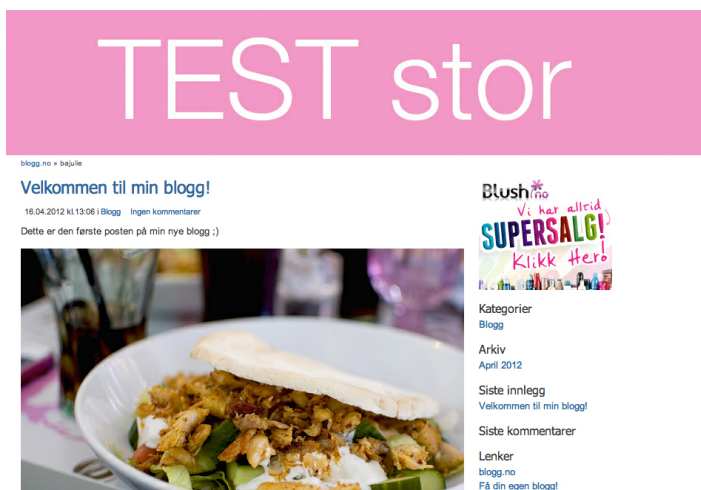 TEST stor
blogg.no » bajulie
Velkommen til min blogg!
16.04.2012 kl.13:06 i Blogg Ingen kommentarer
Dette er den første posten på min nye blogg ;)
Blush.no
Vi har alltid
SUPERSALG!
Klikk Her!
Kategorier
Blogg
Arkiv
April 2012
Siste innlegg
Velkommen til min blogg!
Siste kommentarer
Lenker
blogg.no
Få din egen blogg!